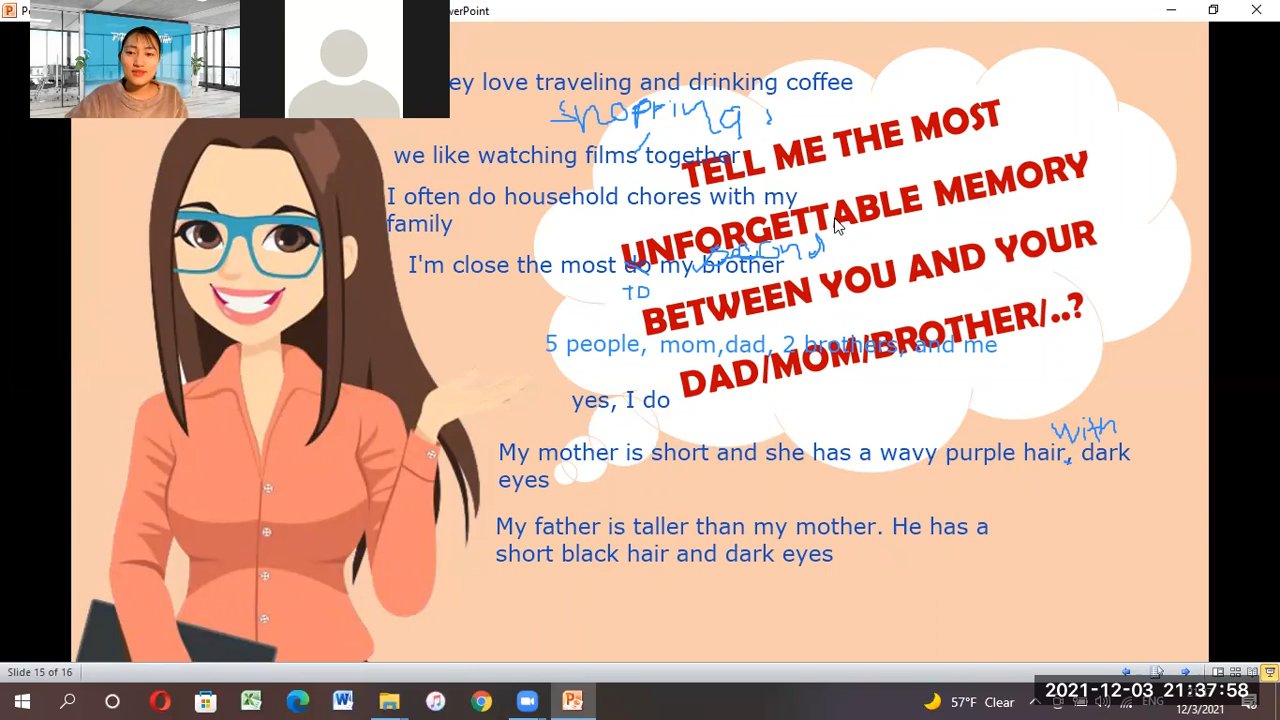 werPoint
ey love traveling and drinking coffee
shopping,
we like watching films together
TELL ME THE MOST
I often do household chores with my
family
UNFORGETTABLE MEMORY
second
I'm close the most do my brother
TO
BETWEEN YOU AND YOUR
5 people, mom,dad, 2 brothers, and me
DAD/MOM/BROTHER/..?
yes, I do
with
My mother is short and she has a wavy purple hair, dark
eyes
My father is taller than my mother. He has a
short black hair and dark eyes
Slide 15 of 16
57°F Clear
ENG
2021-12-03 21:37:58
12/3/2021